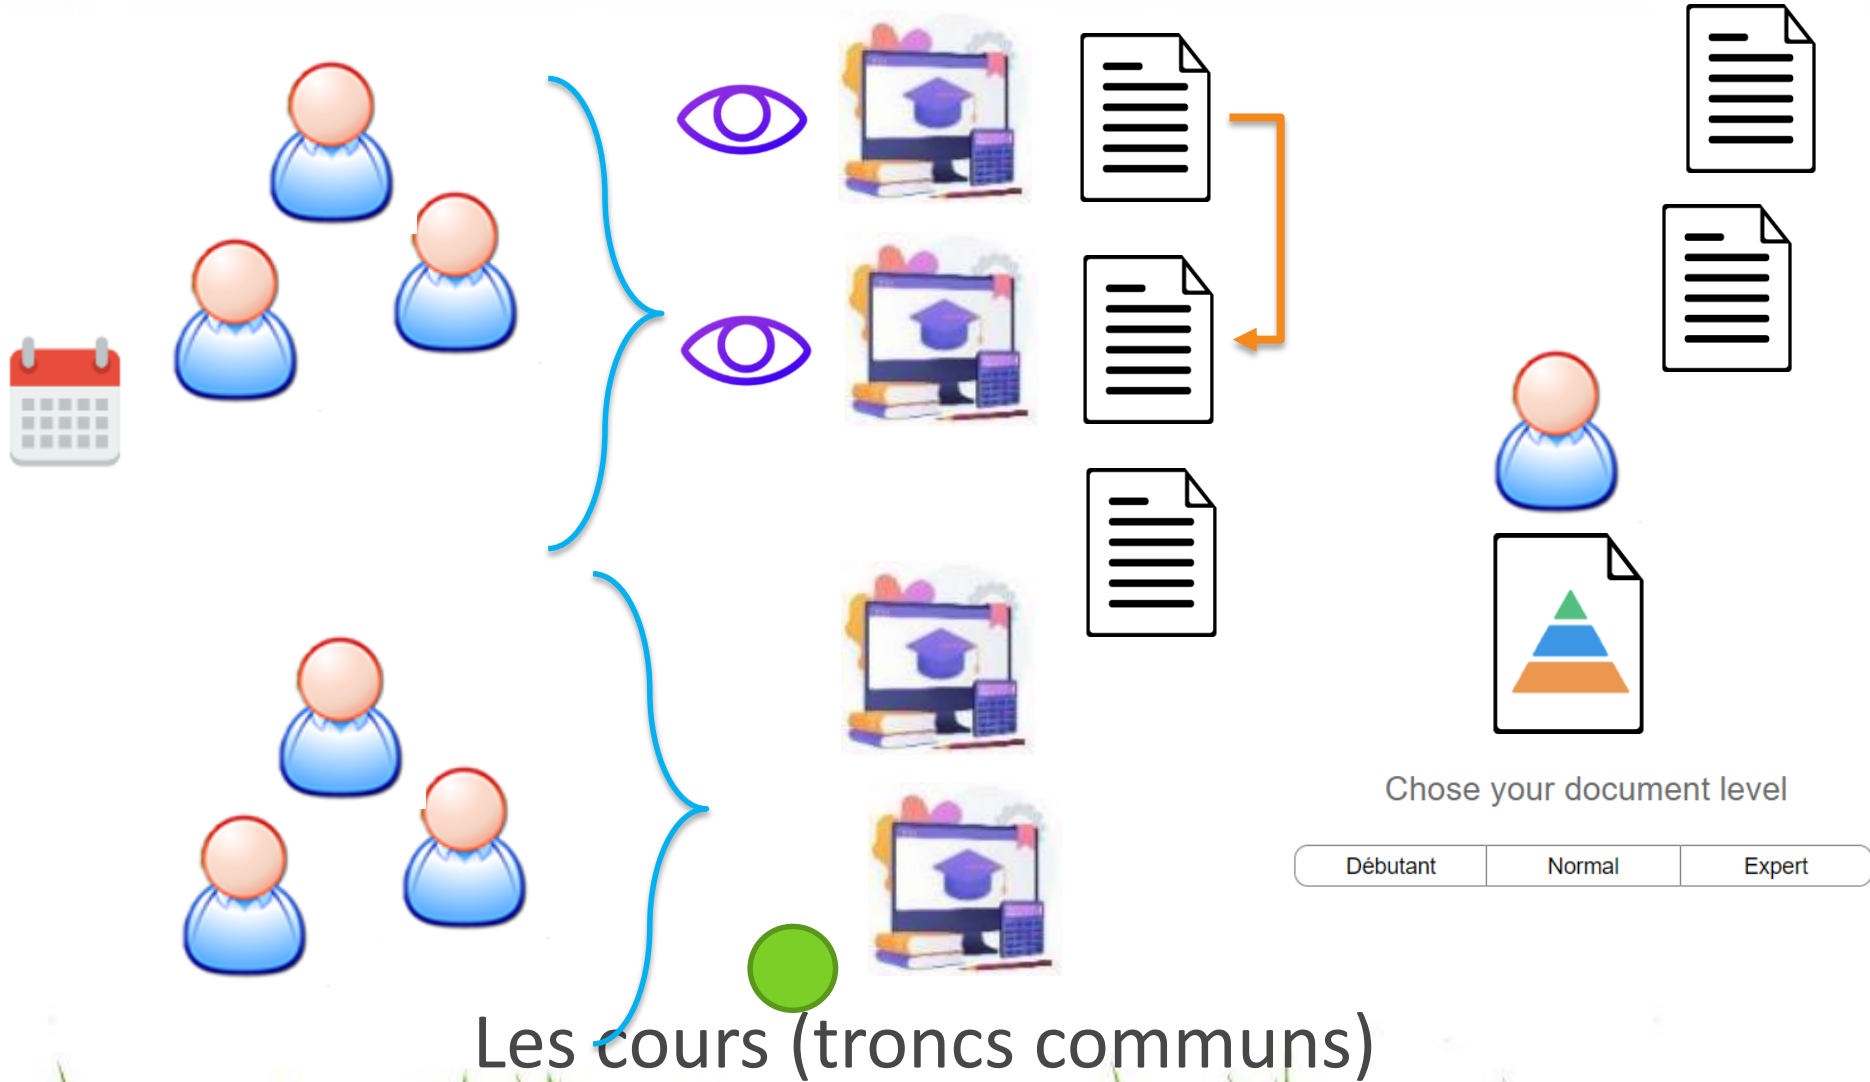 Chose your document level
Débutant Normal Expert
Les cours (troncs communs)